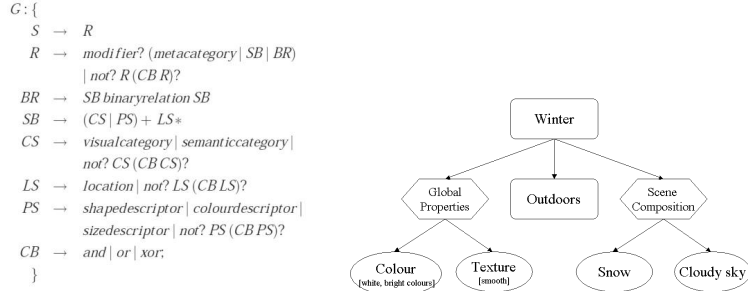 G : {
S → R
R → modifier? (metacategory | SB | BR)
| not? R (CB R)?
BR → SB binaryrelation SB
SB → (CS | PS) + LS*
CS → visualcategory | semanticcategory |
not? CS (CB CS)?
LS → location | not? LS (CB LS)?
PS → shapedescriptor | colourdescriptor |
sizedescriptor | not? PS (CB PS)?
CB → and | or | xor;
}
Winter
Global
Properties
Outdoors
Scene
Composition
Colour
[white, bright colours]
Texture
[smooth]
Snow
Cloudy sky